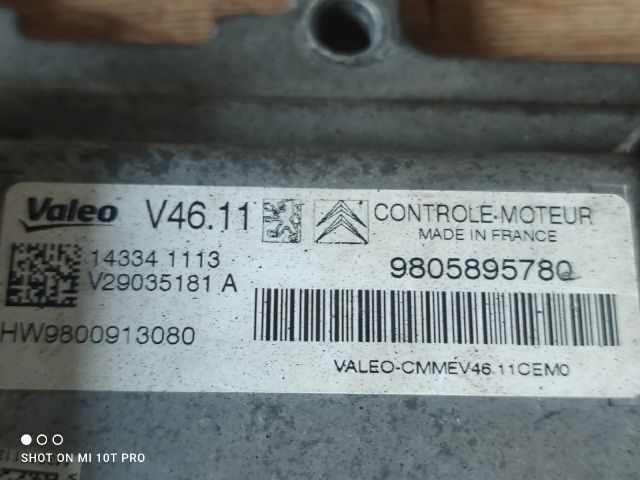 Valeo V46.11 CONTROLE-MOTEUR
MADE IN FRANCE
14334 1113
V29035181 A
9805895780
HW9800913080
VALEO-CMMEV46.11CEM0
SHOT ON MI 10T PRO